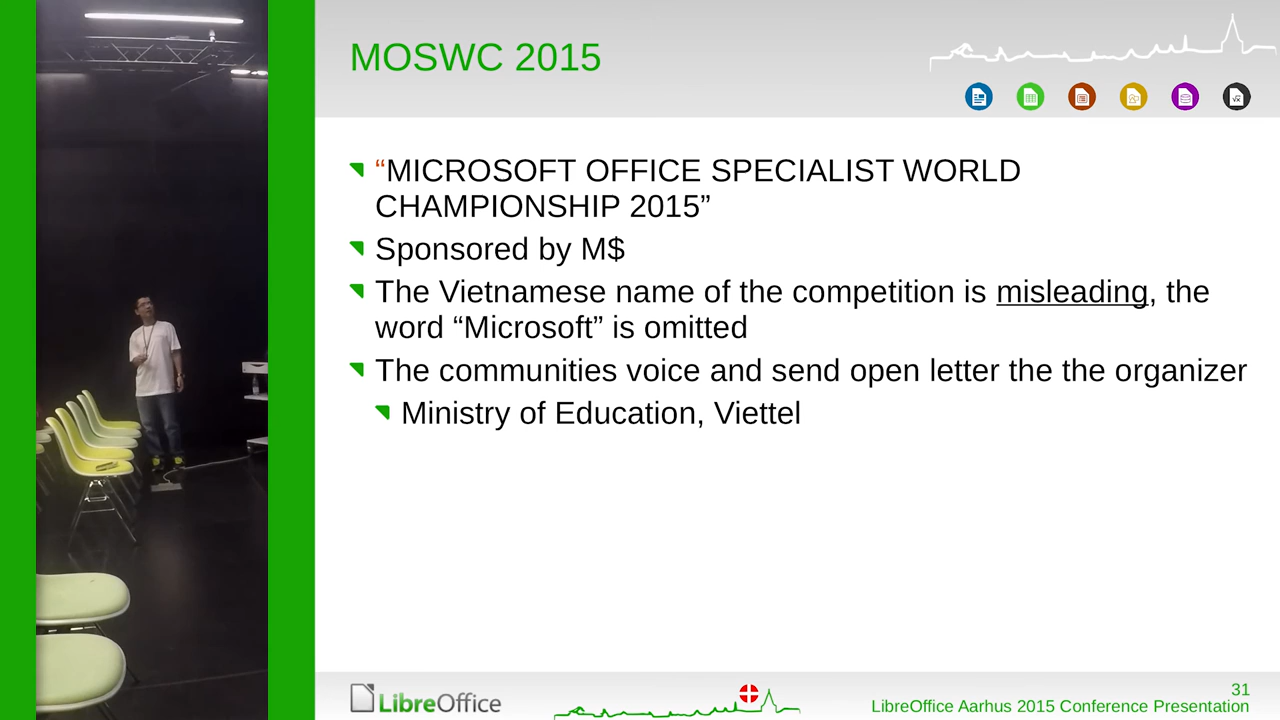 MOSWC 2015
“MICROSOFT OFFICE SPECIALIST WORLD
CHAMPIONSHIP 2015”
Sponsored by M$
The Vietnamese name of the competition is misleading, the
word “Microsoft” is omitted
The communities voice and send open letter the the organizer
Ministry of Education, Viettel
LibreOffice
31
LibreOffice Aarhus 2015 Conference Presentation